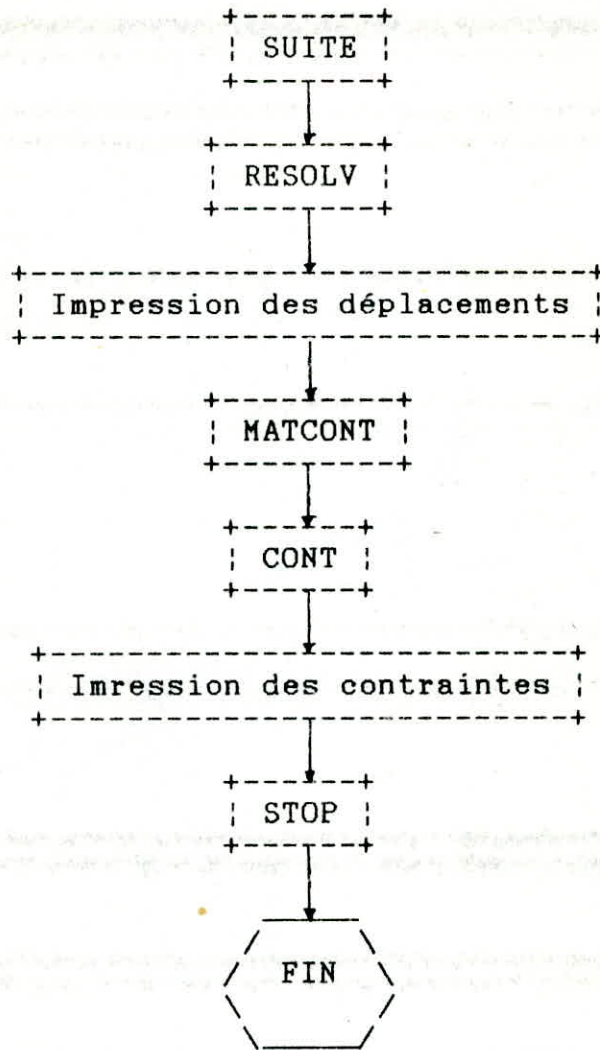 SUITE
RESOLV
Impression des déplacements
MATCONT
CONT
Imression des contraintes
STOP
FIN